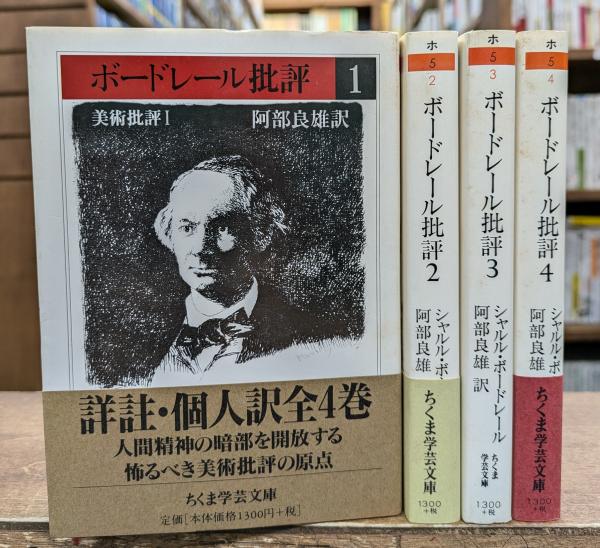 ボードレール批評 1
美術批評Ⅰ 阿部良雄訳
詳註・個人訳全4巻
人間精神の暗部を開放する
怖るべき美術批評の原点
ちくま学芸文庫
定価[本体価格1300円+税]
ホ
5
2
ボードレール批評2
シャルル・ボ
阿部良雄
ちくま学芸文庫
1300
+税
ホ
5
3
ボードレール批評3
シャルル・ボードレール
阿部良雄 訳
ちくま
学芸文庫
1300
+税
ホ
5
4
ボードレール批評4
シャルル・ボ
阿部良雄
ちくま学芸文庫
1300
+税